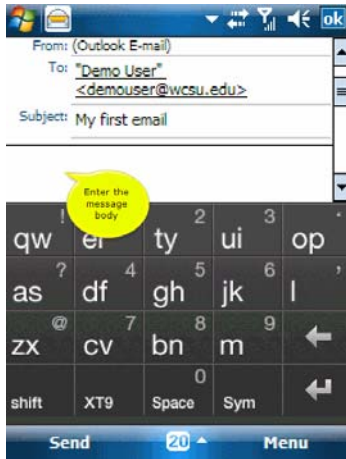 ok
From: (Outlook E-mail)
To: "Demo User"
<demouser@wcsu.edu>
Subject: My first email
Enter the
message
body
! 2 3 .
qw er ty ui op
? 4 5 6 ,
as df gh jk l
@ 7 8 9
zx cv bn m
0
shift XT9 Space Sym
Send 20 Menu